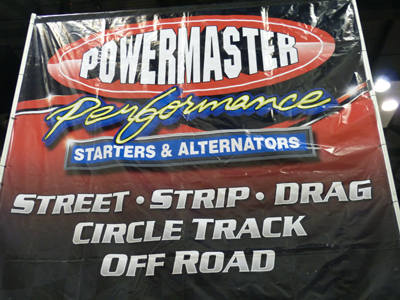 POWERMASTER
Performance
STARTERS & ALTERNATORS
STREET · STRIP · DRAG
CIRCLE TRACK
OFF ROAD